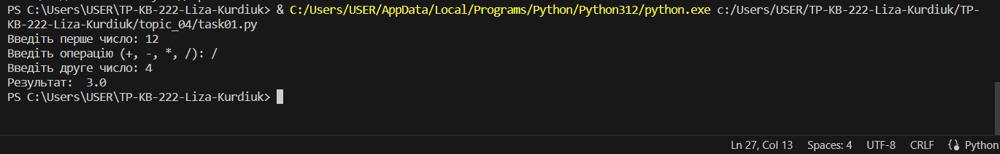 PS C:\Users\USER\TP-KB-222-Liza-Kurdiuk> & C:/Users/USER/AppData/Local/Programs/Python/Python312/python.exe c:/Users/USER/TP-KB-222-Liza-Kurdiuk/TP-
KB-222-Liza-Kurdiuk/topic_04/task01.py
Введіть перше число: 12
Введіть операцію (+, -, *, /): /
Введіть друге число: 4
Результат:  3.0
PS C:\Users\USER\TP-KB-222-Liza-Kurdiuk>
Ln 27, Col 13 Spaces: 4 UTF-8 CRLF Python